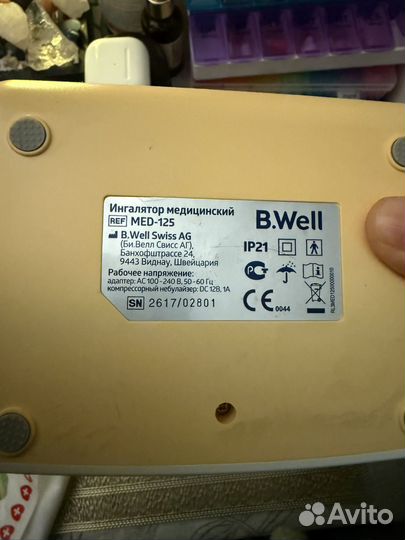 Ингалятор медицинский
REF MED-125
B.Well
B.Well Swiss AG
(Би.Велл Свисс АГ),
Банхофштрассе 24,
9443 Виднау, Швейцария
IP21
Рабочее напряжение:
адаптер: AC 100-240 В, 50-60 Гц
компрессорный небулайзер: DC 12В, 1А
CE 0044
SN 2617/02801
Avito